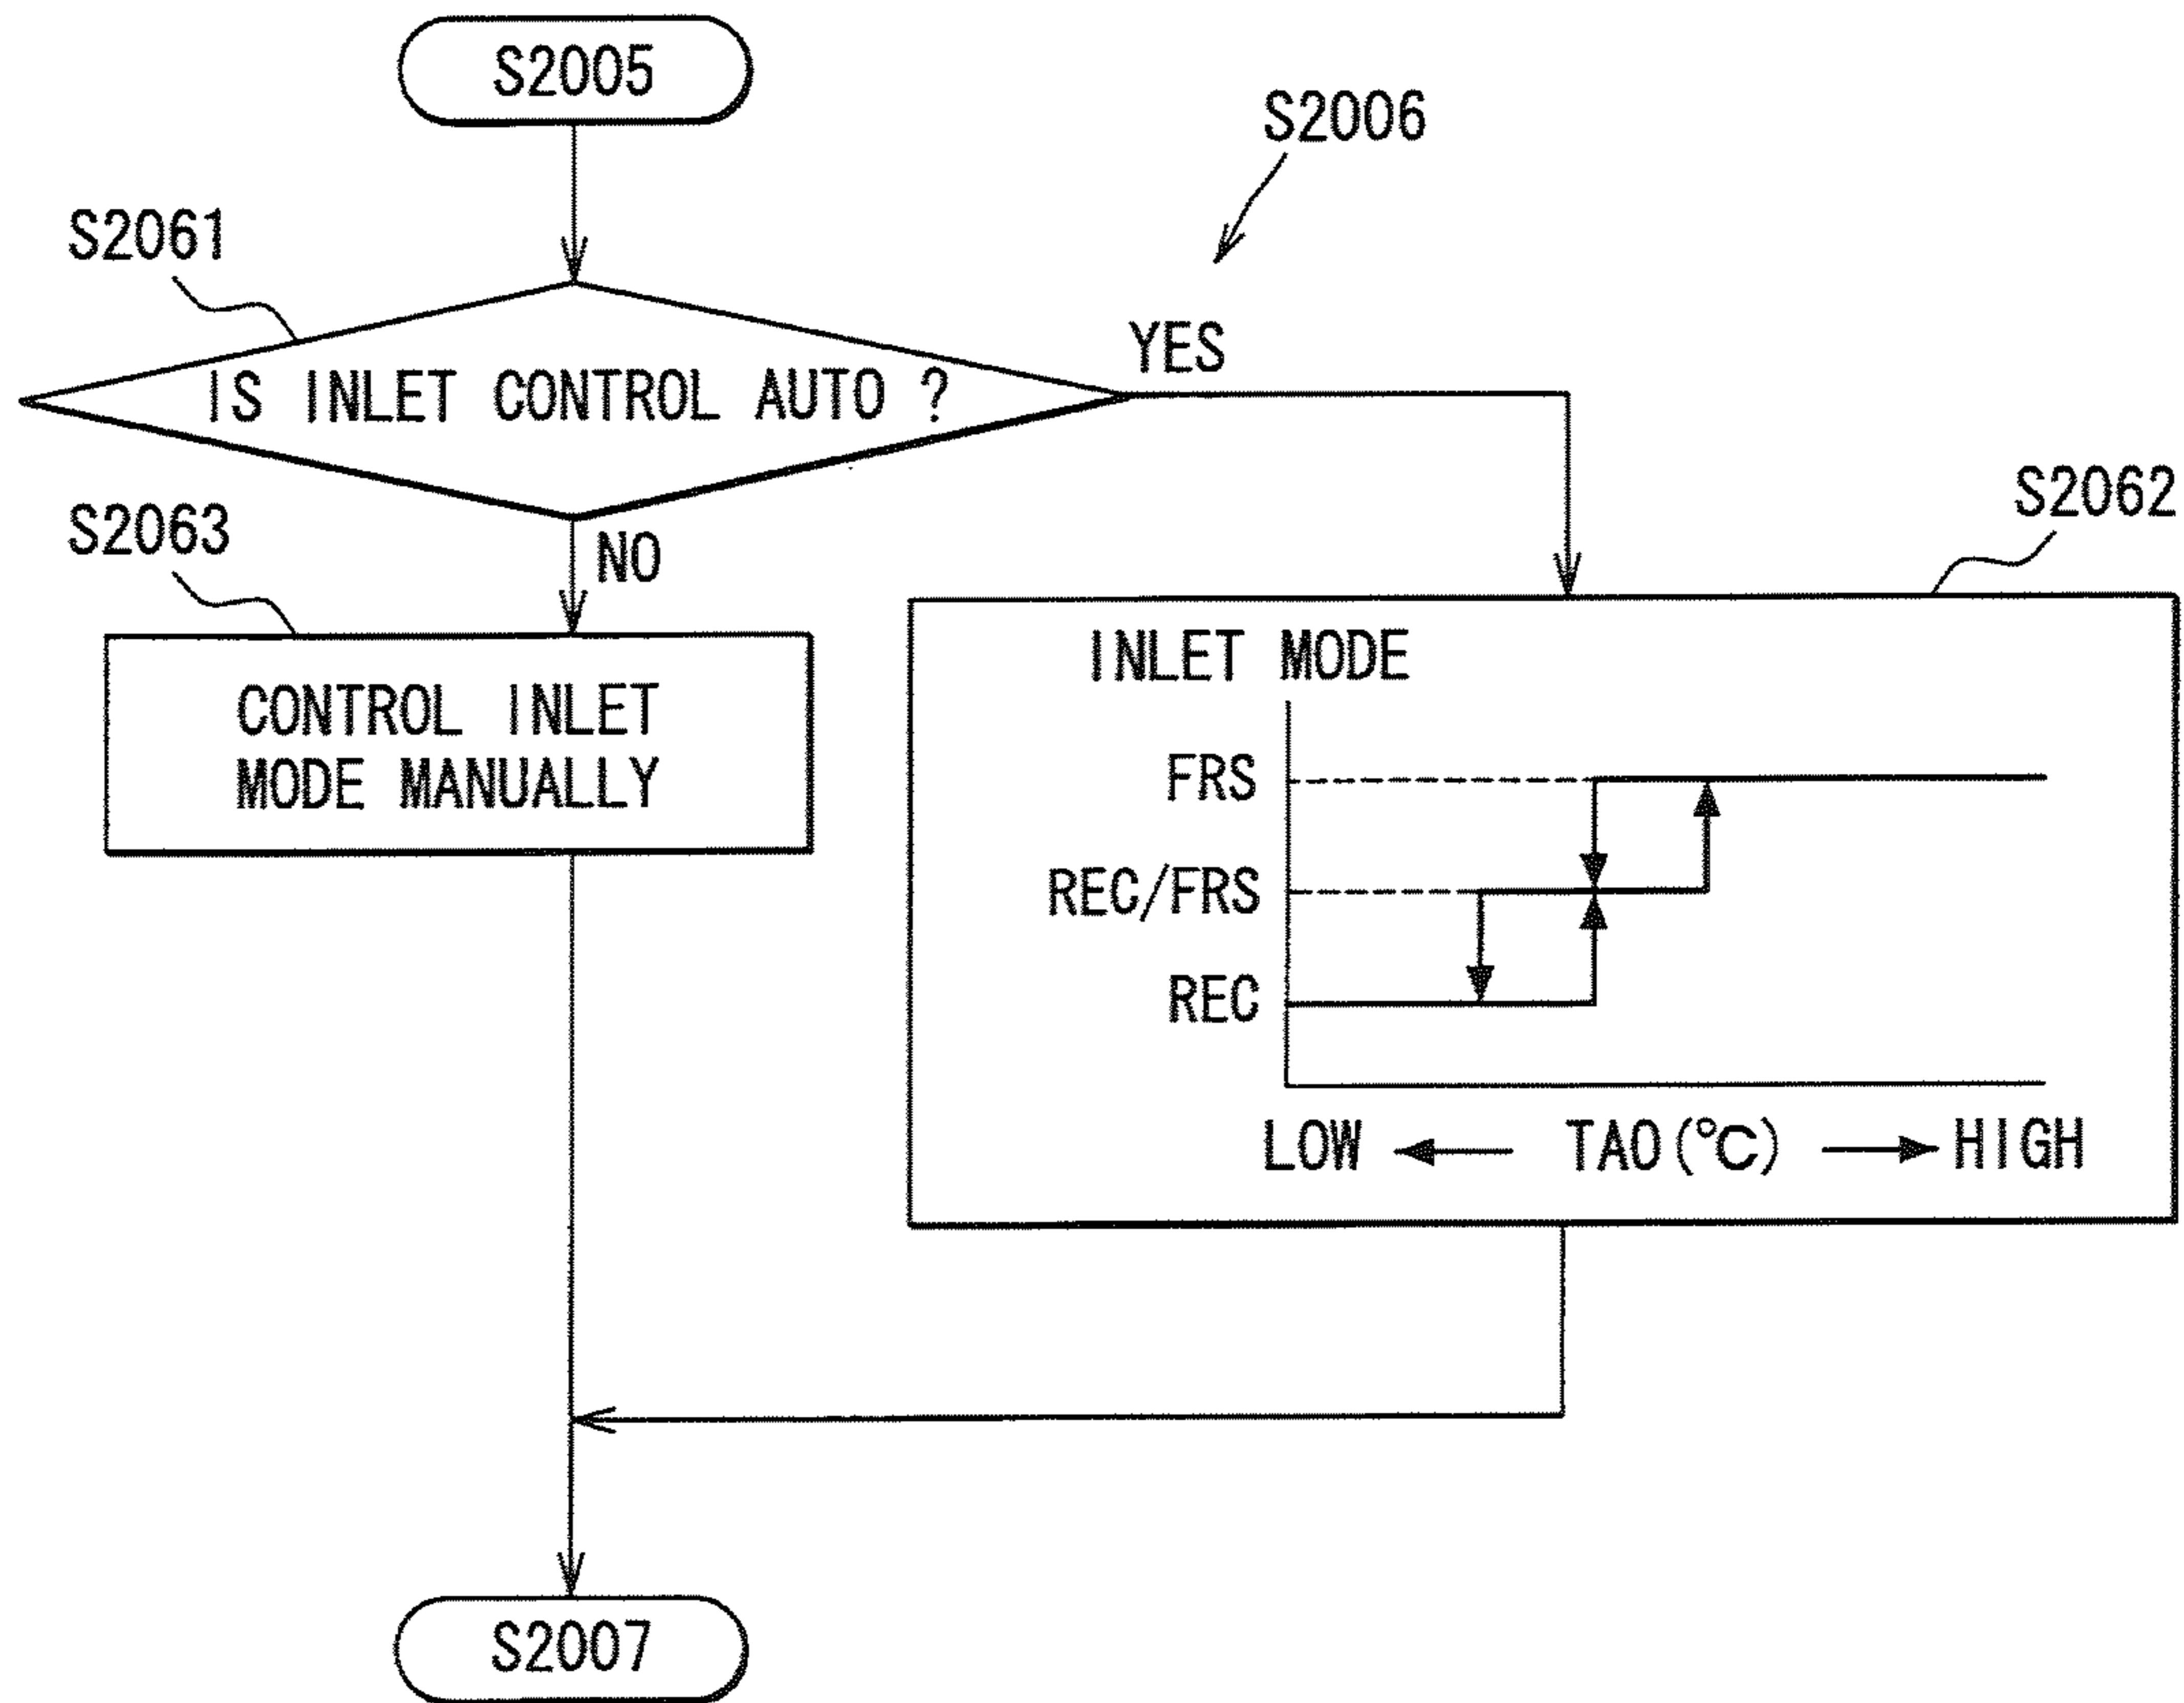 S2005
S2006
S2061
IS INLET CONTROL AUTO ?
YES
S2063
NO
S2062
CONTROL INLET
MODE MANUALLY
INLET MODE
FRS
REC/FRS
REC
LOW TAO(°C) HIGH
S2007